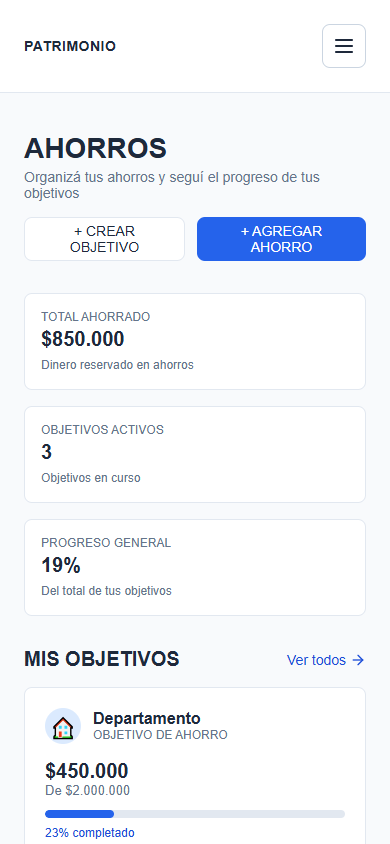 PATRIMONIO
AHORROS
Organizá tus ahorros y seguí el progreso de tus
objetivos
+ CREAR
OBJETIVO
+ AGREGAR
AHORRO
TOTAL AHORRADO
$850.000
Dinero reservado en ahorros
OBJETIVOS ACTIVOS
3
Objetivos en curso
PROGRESO GENERAL
19%
Del total de tus objetivos
MIS OBJETIVOS
Ver todos →
Departamento
OBJETIVO DE AHORRO
$450.000
De $2.000.000
23% completado